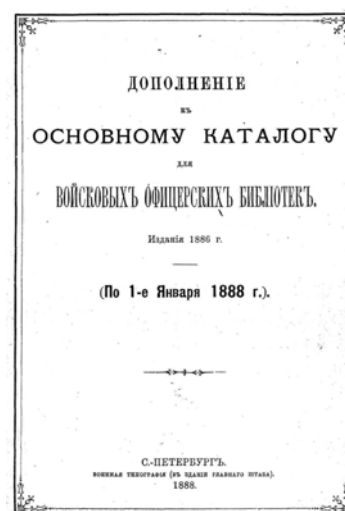 ДОПОЛНЕНІЕ
КЪ
ОСНОВНОМУ КАТАЛОГУ
ДЛЯ
ВОЙСКОВЫХЪ ОФИЦЕРСКИХЪ БИБЛІОТЕКЪ.
Изданія 1886 г.
(По 1-е Января 1888 г.).
С.-ПЕТЕРБУРГЪ.
ВОЕННАЯ ТИПОГРАФІЯ (ВЪ ЗДАНІИ ГЛАВНАГО ШТАБА).
1888.